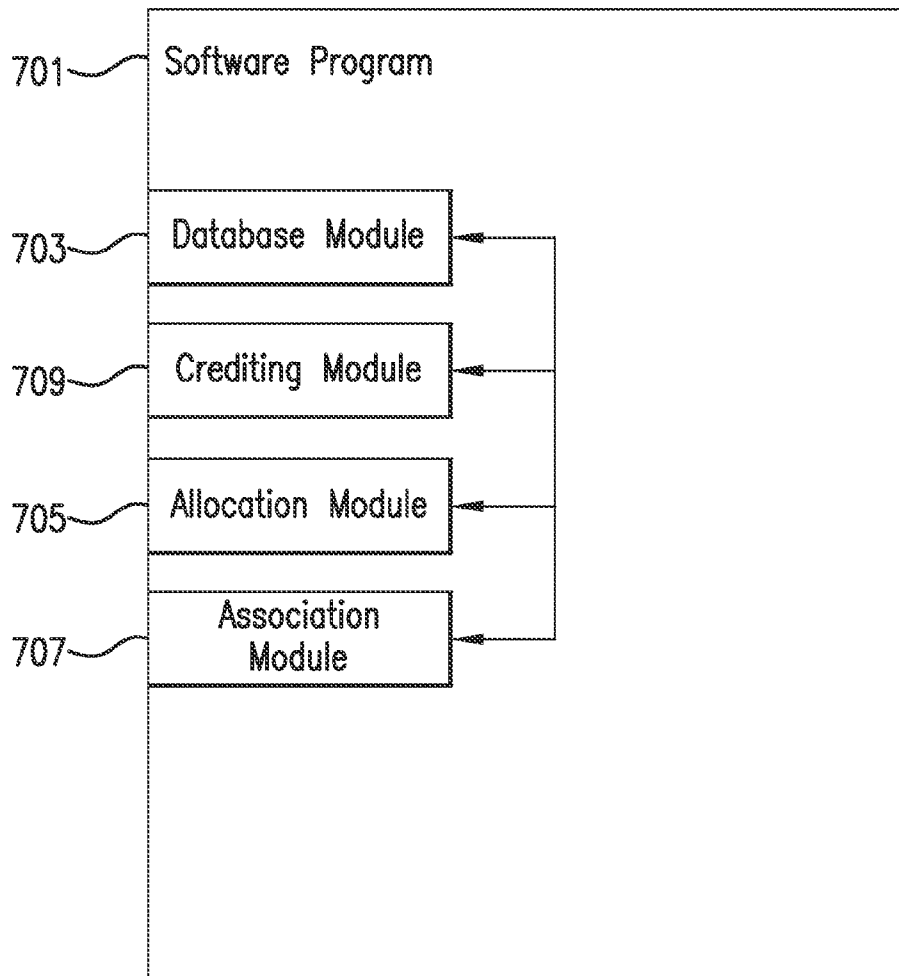 701 Software Program
703 Database Module
709 Crediting Module
705 Allocation Module
707 Association
Module